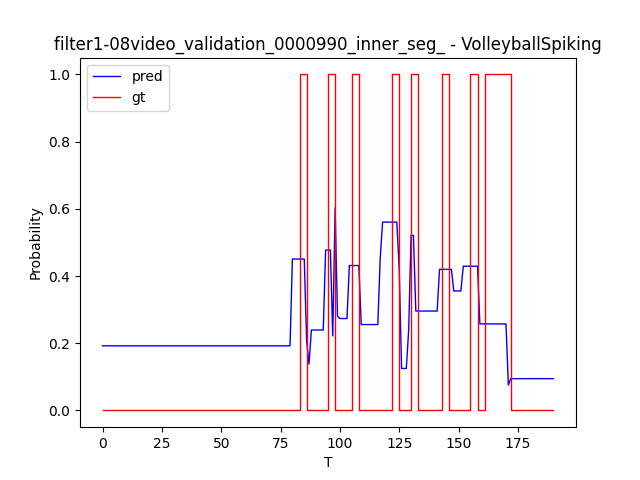 filter1-08video_validation_0000990_inner_seg_ - VolleyballSpiking
pred
gt
1.0
0.8
0.6
0.4
0.2
0.0
Probability
0 25 50 75 100 125 150 175
T